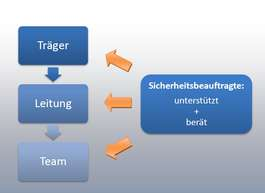 Träger
Leitung
Team
Sicherheitsbeauftragte:
unterstützt
+
berät